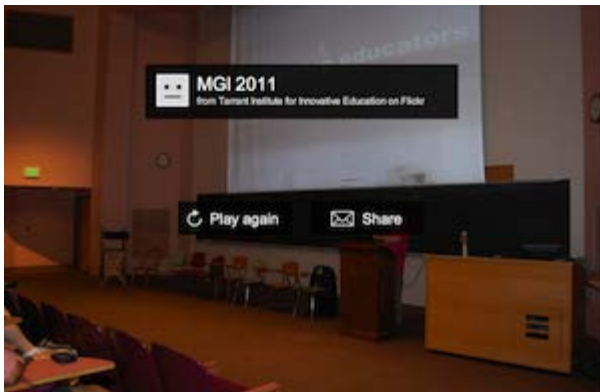 educators
MGI 2011
from Tarrant Institute for Innovative Education on Flickr
Play again
Share